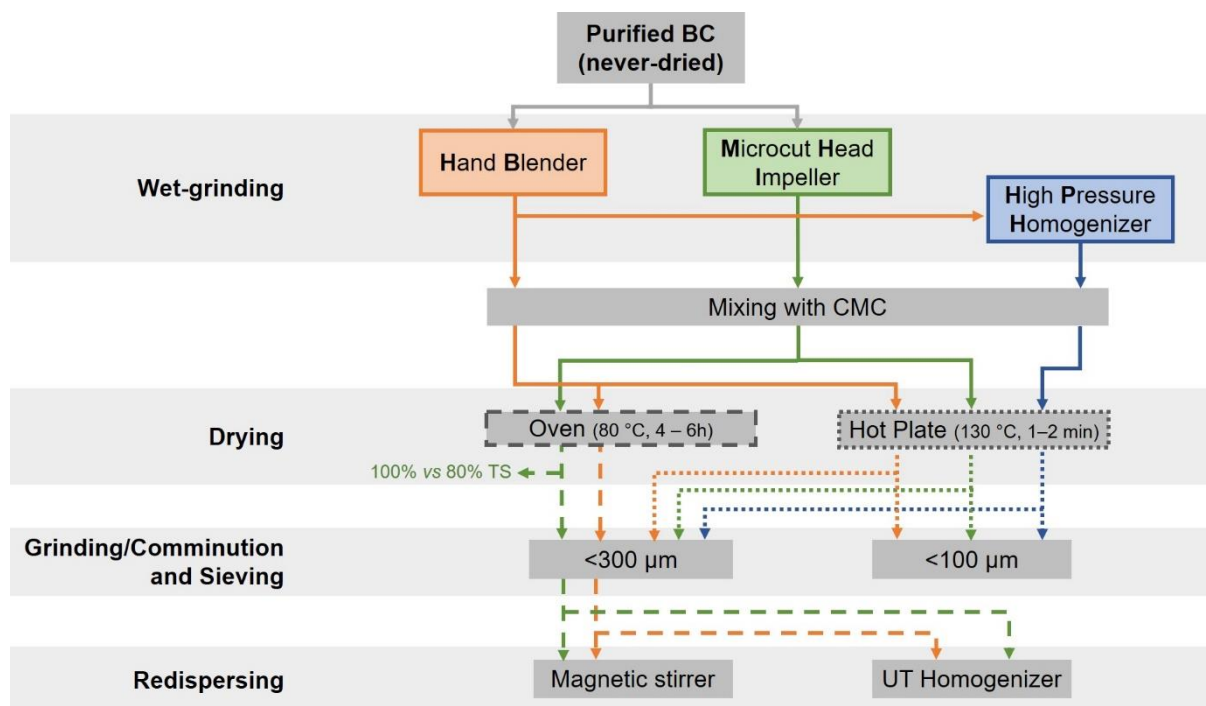 Purified BC
(never-dried)
Wet-grinding
Hand Blender
Microcut Head
Impeller
High Pressure
Homogenizer
Mixing with CMC
Drying
Oven (80 °C, 4 – 6h)
Hot Plate (130 °C, 1–2 min)
100% vs 80% TS
Grinding/Comminution
and Sieving
<300 µm
<100 µm
Redispersing
Magnetic stirrer
UT Homogenizer